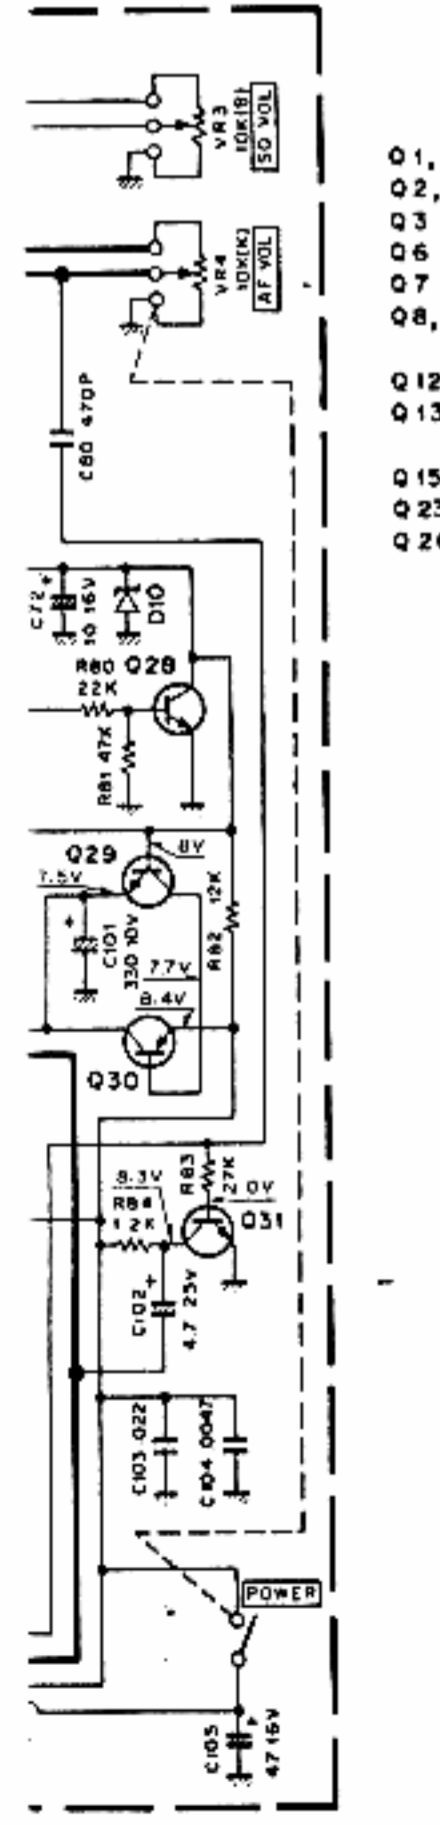 VR3
10K(B)
SQ VOL
VR4
10K(K)
AF VOL
C80 470P
C72 +
10 16V
D10
R80 Q28
22K
R81 47K
Q29
8V
7.5V
12K
R82
+
C101
330 10V
7.7V
8.4V
Q30
8.3V
R83
27K
0V
R84
1.2K
Q31
C102 +
4.7 25V
C103 .022
C104 .0047
POWER
C105 +
47 16V
Q1,
Q2,
Q3
Q6
Q7
Q8,
Q12
Q13
Q15
Q23